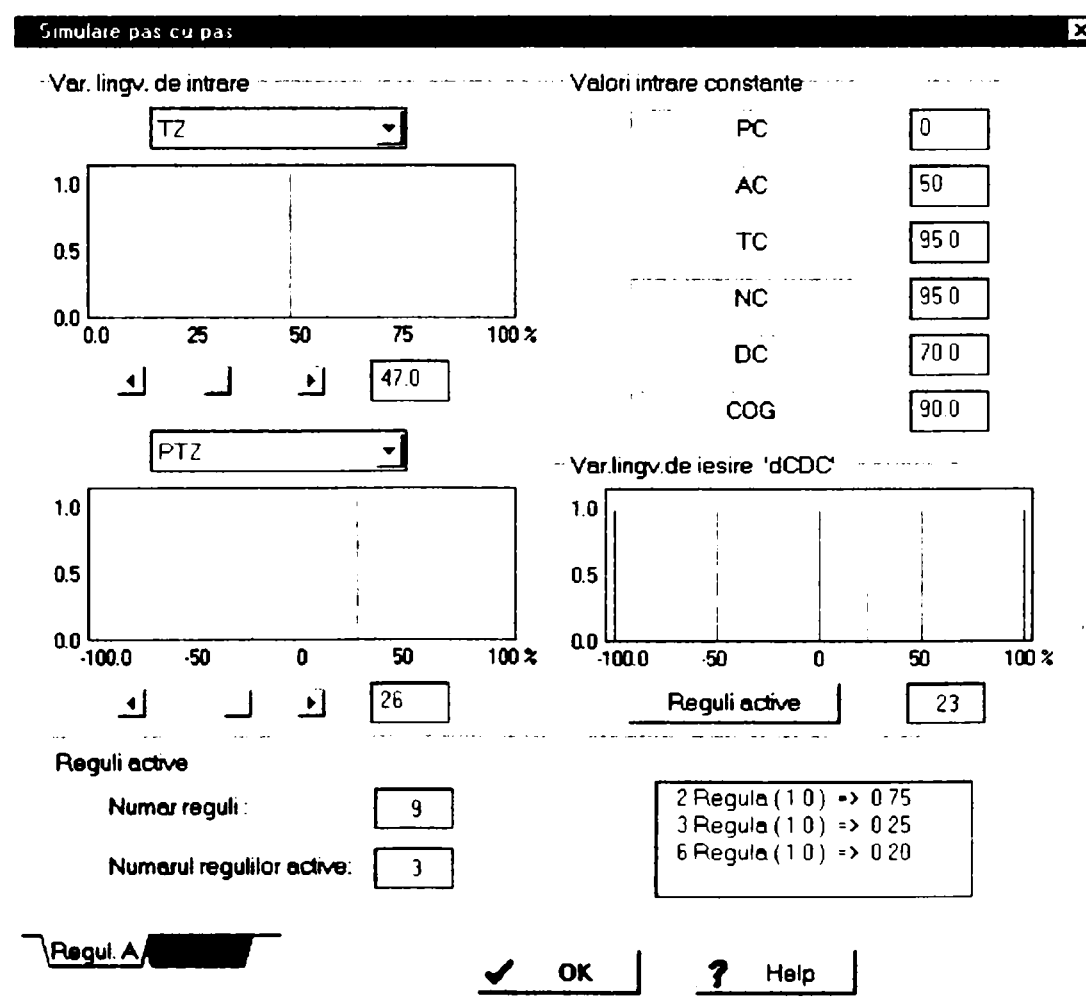 Simulare pas cu pas
Var. lingv. de intrare
TZ
1.0
0.5
0.0
0.0 25 50 75 100 %
47.0
PTZ
1.0
0.5
0.0
-100.0 -50 0 50 100 %
26
Valori intrare constante
PC 0
AC 50
TC 95.0
NC 95.0
DC 70.0
COG 90.0
Var.lingv.de iesire 'dCDC'
1.0
0.5
0.0
-100.0 -50 0 50 100 %
Reguli active 23
Reguli active
Numar reguli : 9
Numarul regulilor active: 3
2 Regula ( 1 0 ) => 0 75
3 Regula ( 1 0 ) => 0 25
6 Regula ( 1 0 ) => 0 20
Regul. A
OK
? Help